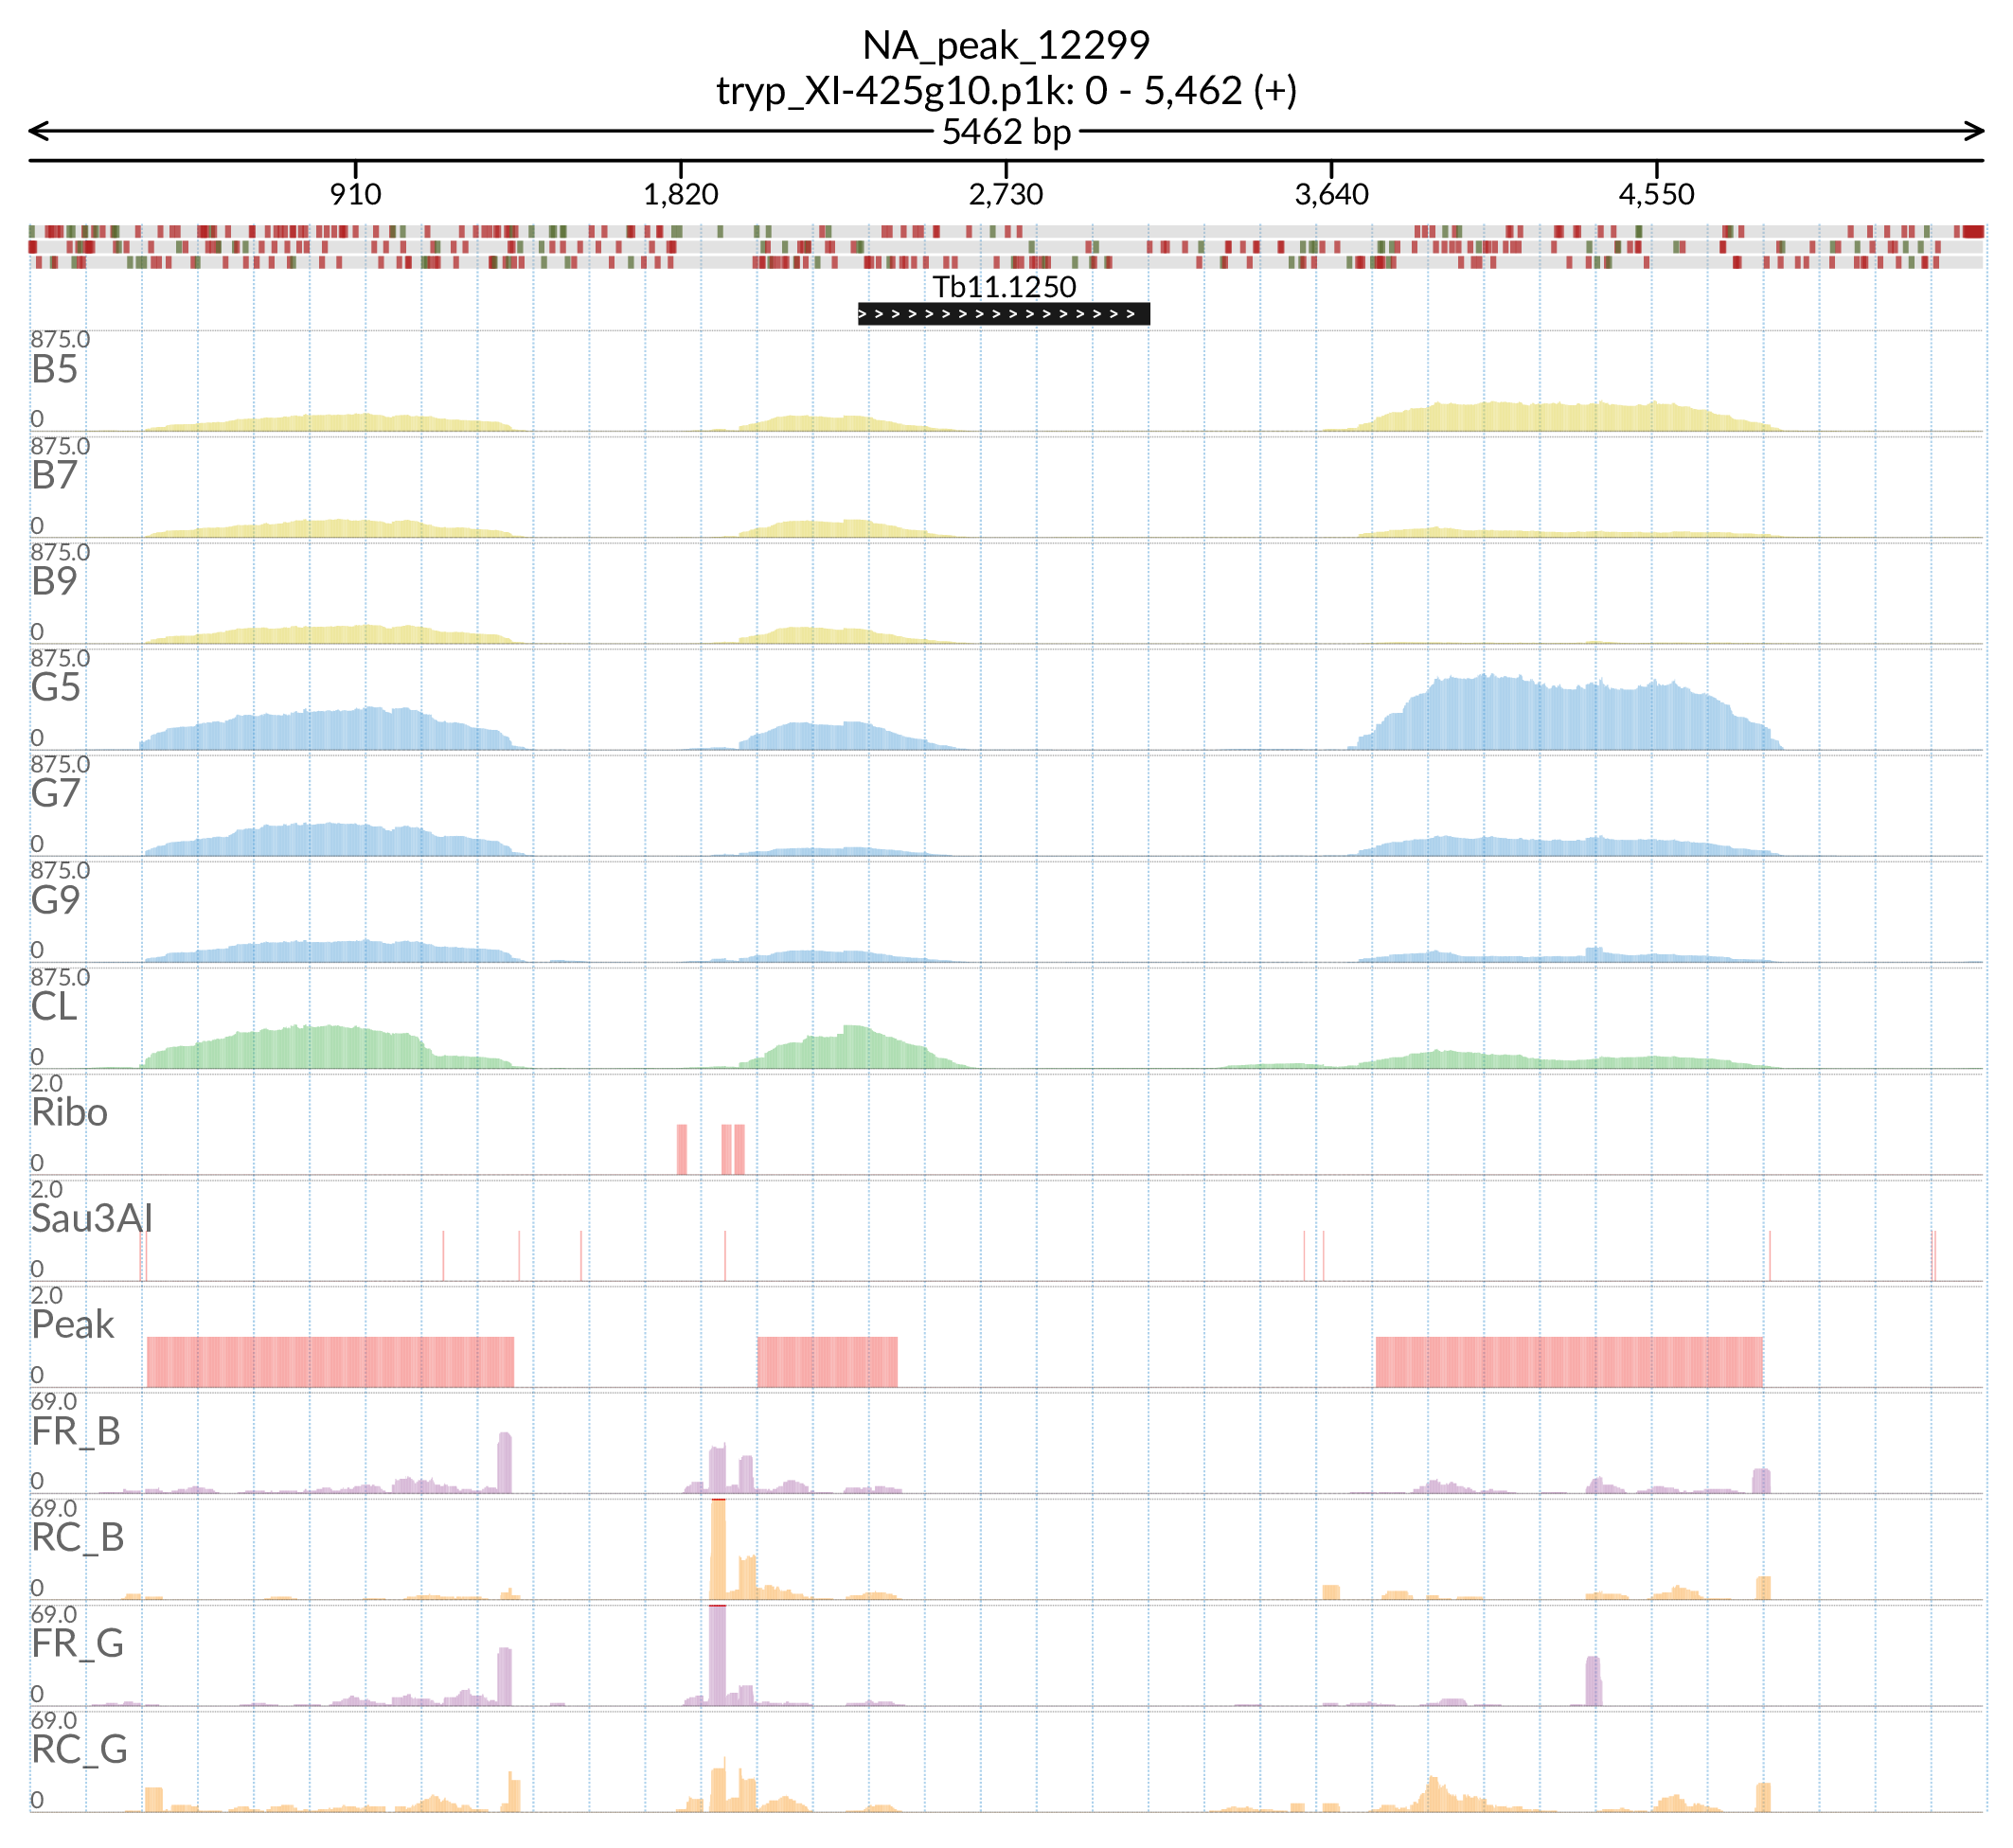 NA_peak_12299
tryp_XI-425g10.p1k: 0 - 5,462 (+)
5462 bp
910 1,820 2,730 3,640 4,550
Tb11.1250
875.0
B5
0
875.0
B7
0
875.0
B9
0
875.0
G5
0
875.0
G7
0
875.0
G9
0
875.0
CL
0
2.0
Ribo
0
2.0
Sau3AI
0
2.0
Peak
0
69.0
FR_B
0
69.0
RC_B
0
69.0
FR_G
0
69.0
RC_G
0